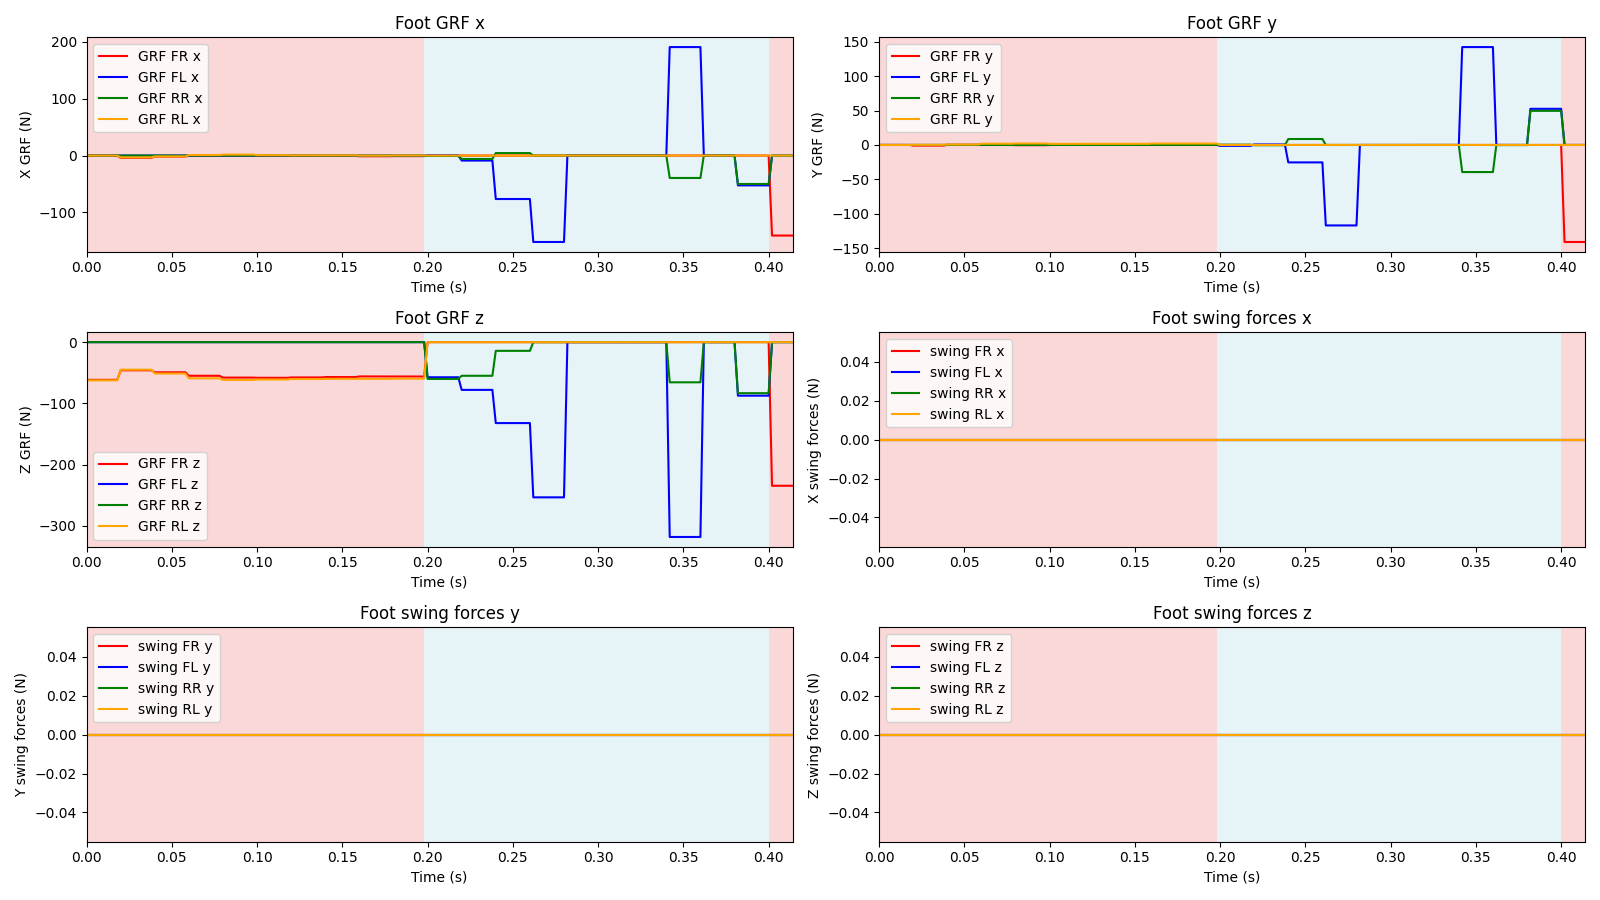 Foot GRF x
200
100
0
−100
X GRF (N)
GRF FR x
GRF FL x
GRF RR x
GRF RL x
0.00 0.05 0.10 0.15 0.20 0.25 0.30 0.35 0.40
Time (s)
Foot GRF y
150
100
50
0
−50
−100
−150
Y GRF (N)
GRF FR y
GRF FL y
GRF RR y
GRF RL y
0.00 0.05 0.10 0.15 0.20 0.25 0.30 0.35 0.40
Time (s)
Foot GRF z
0
−100
−200
−300
Z GRF (N)
GRF FR z
GRF FL z
GRF RR z
GRF RL z
0.00 0.05 0.10 0.15 0.20 0.25 0.30 0.35 0.40
Time (s)
Foot swing forces x
0.04
0.02
0.00
−0.02
−0.04
X swing forces (N)
swing FR x
swing FL x
swing RR x
swing RL x
0.00 0.05 0.10 0.15 0.20 0.25 0.30 0.35 0.40
Time (s)
Foot swing forces y
0.04
0.02
0.00
−0.02
−0.04
Y swing forces (N)
swing FR y
swing FL y
swing RR y
swing RL y
0.00 0.05 0.10 0.15 0.20 0.25 0.30 0.35 0.40
Time (s)
Foot swing forces z
0.04
0.02
0.00
−0.02
−0.04
Z swing forces (N)
swing FR z
swing FL z
swing RR z
swing RL z
0.00 0.05 0.10 0.15 0.20 0.25 0.30 0.35 0.40
Time (s)